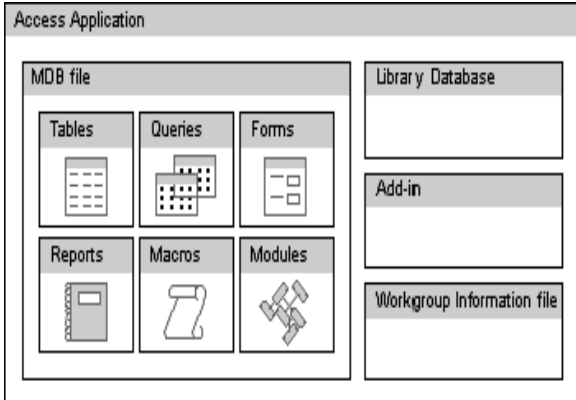 Access Application
MDB file
Tables
Queries
Forms
Reports
Macros
Modules
Library Database
Add-in
Workgroup Information file